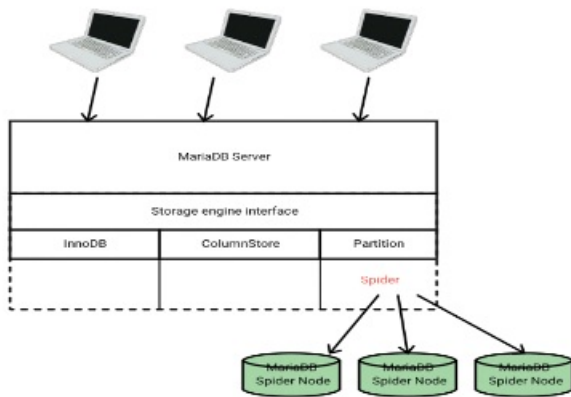 MariaDB Server
Storage engine interface
InnoDB ColumnStore Partition
Spider
MariaDB MariaDB MariaDB
Spider Node Spider Node Spider Node